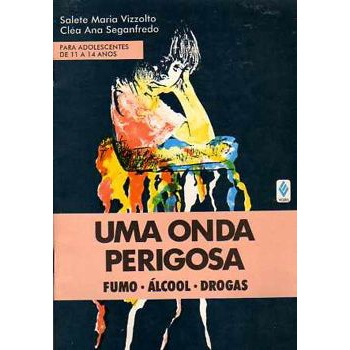 Salete Maria Vizzolto
Cléa Ana Seganfredo
PARA ADOLESCENTES
DE 11 A 14 ANOS
UMA ONDA
PERIGOSA
FUMO • ÁLCOOL • DROGAS